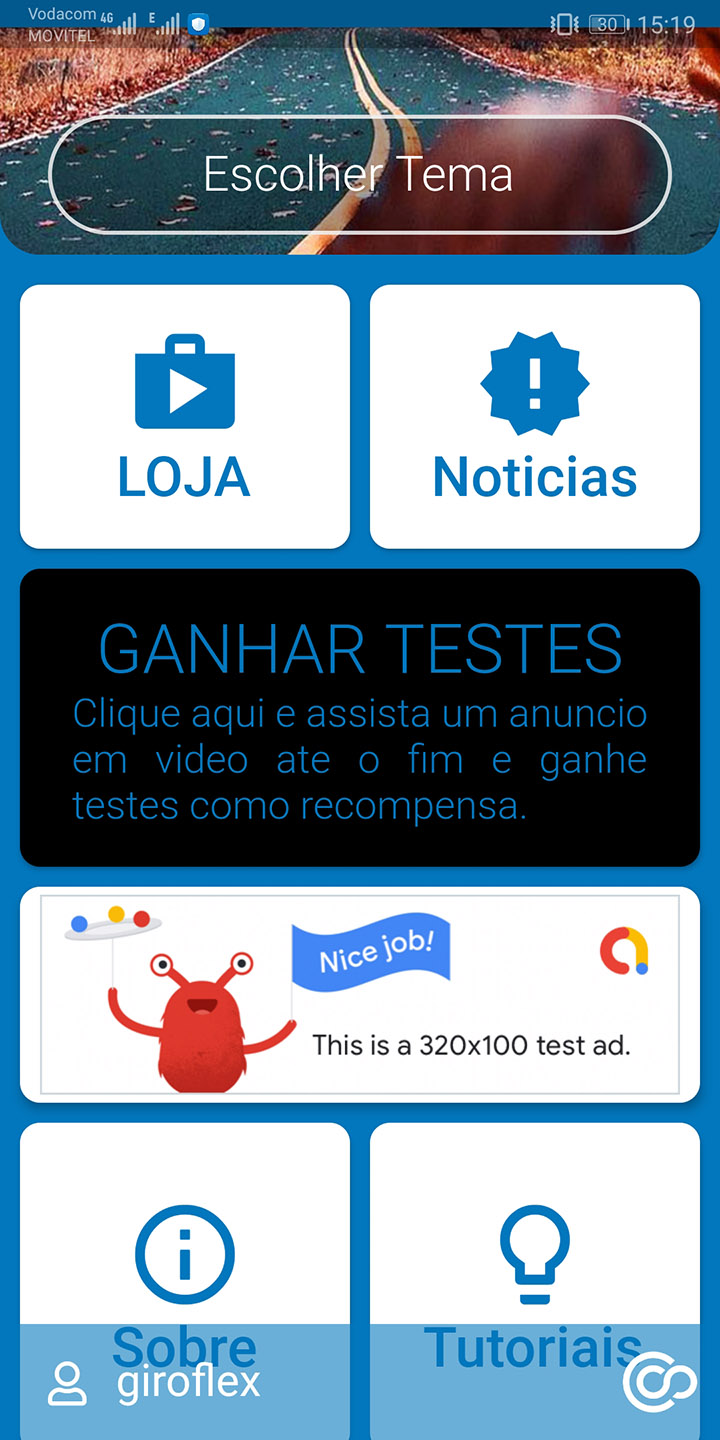 Vodacom 4G E 30 15:19
MOVITEL
Escolher Tema
LOJA
Noticias
GANHAR TESTES
Clique aqui e assista um anuncio
em video ate o fim e ganhe
testes como recompensa.
Nice job!
This is a 320x100 test ad.
Sobre
Tutoriais
giroflex